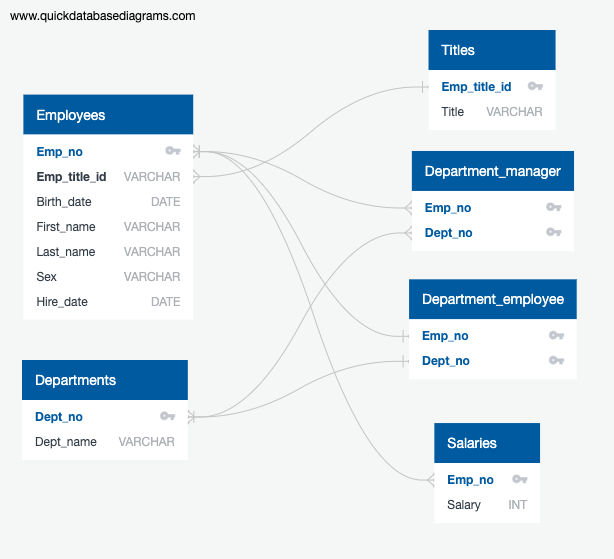 www.quickdatabasediagrams.com
Employees
Emp_no
Emp_title_id VARCHAR
Birth_date DATE
First_name VARCHAR
Last_name VARCHAR
Sex VARCHAR
Hire_date DATE
Departments
Dept_no
Dept_name VARCHAR
Titles
Emp_title_id
Title VARCHAR
Department_manager
Emp_no
Dept_no
Department_employee
Emp_no
Dept_no
Salaries
Emp_no
Salary INT